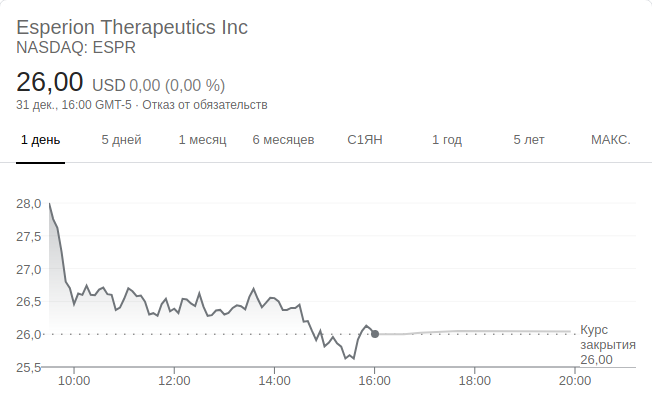 Esperion Therapeutics Inc
NASDAQ: ESPR
26,00 USD 0,00 (0,00 %)
31 дек., 16:00 GMT-5 · Отказ от обязательств
1 день 5 дней 1 месяц 6 месяцев С1ЯН 1 год 5 лет МАКС.
28,0
27,5
27,0
26,5
26,0
Курс
закрытия
26,00
25,5
10:00 12:00 14:00 16:00 18:00 20:00